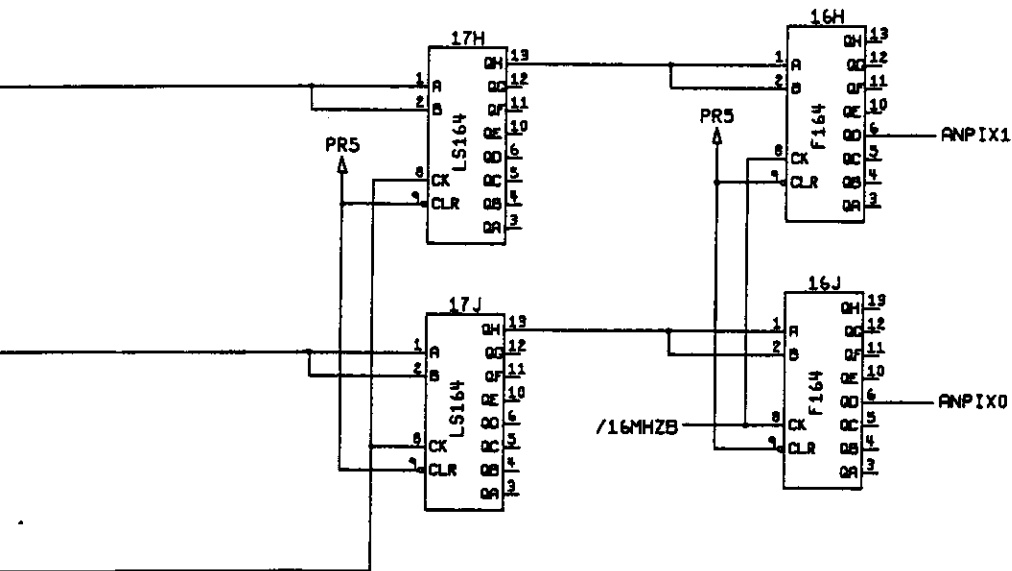 17H
1 A QH 13
QG 12
2 B QF 11
QE 10
LS164
QD 6
8 CK QC 5
9 CLR QB 4
QA 3
PR5
16H
QH 13
1 A QG 12
2 B QF 11
QE 10
F164
QD 6 ANPIX1
8 CK QC 5
9 CLR QB 4
QA 3
PR5
17J
QH 13
1 A QG 12
2 B QF 11
QE 10
LS164
QD 6
8 CK QC 5
9 CLR QB 4
QA 3
16J
QH 13
1 A QG 12
2 B QF 11
QE 10
F164
QD 6 ANPIX0
/16MHZB 8 CK QC 5
9 CLR QB 4
QA 3